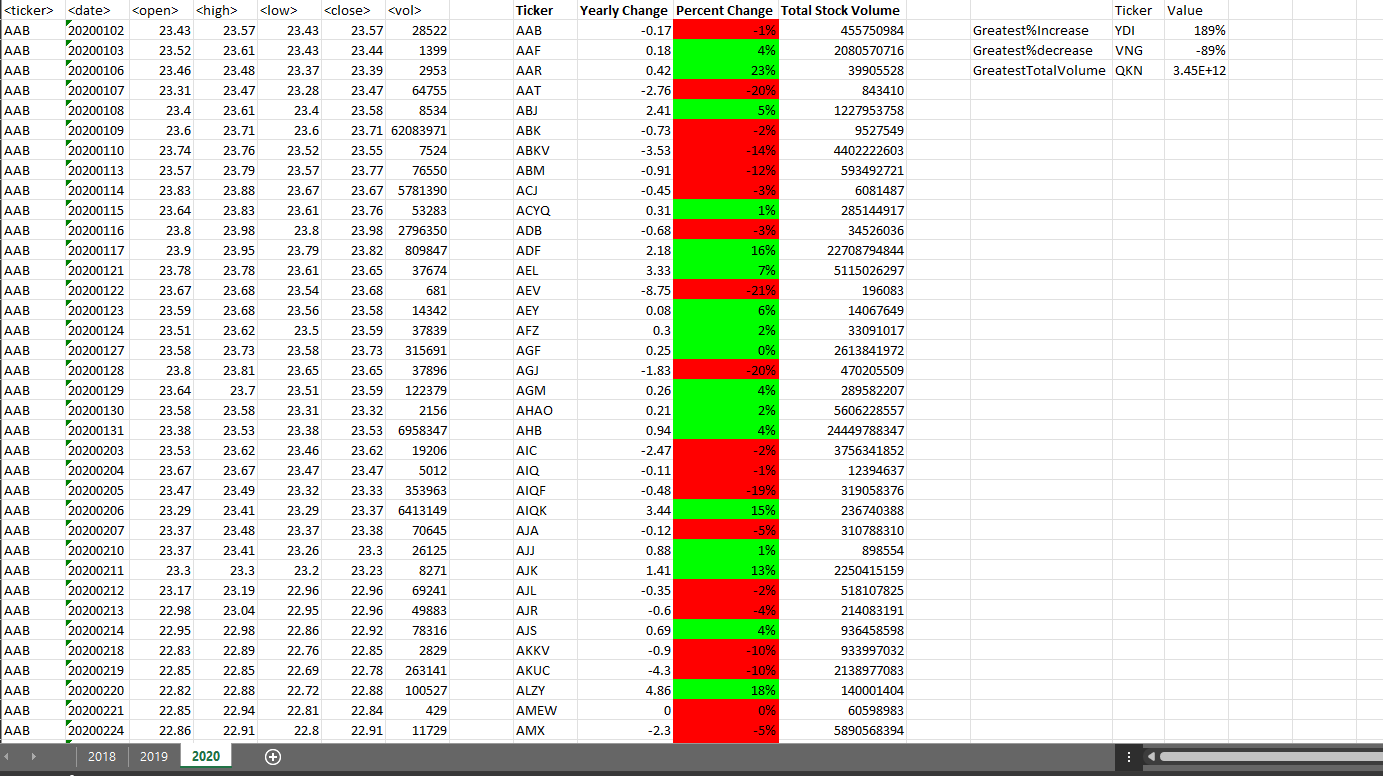 <ticker> <date> <open> <high> <low> <close> <vol> Ticker Yearly Change Percent Change Total Stock Volume Ticker Value
AAB 20200102 23.43 23.57 23.43 23.57 28522 AAB -0.17 -1% 455750984 Greatest%Increase YDI 189%
AAB 20200103 23.52 23.61 23.43 23.44 1399 AAF 0.18 4% 2080570716 Greatest%decrease VNG -89%
AAB 20200106 23.46 23.48 23.37 23.39 2953 AAR 0.42 23% 39905528 GreatestTotalVolume QKN 3.45E+12
AAB 20200107 23.31 23.47 23.28 23.47 64755 AAT -2.76 -20% 843410
AAB 20200108 23.4 23.61 23.4 23.58 8534 ABJ 2.41 5% 1227953758
AAB 20200109 23.6 23.71 23.6 23.71 62083971 ABK -0.73 -2% 9527549
AAB 20200110 23.74 23.76 23.52 23.55 7524 ABKV -3.53 -14% 4402222603
AAB 20200113 23.57 23.79 23.57 23.77 76550 ABM -0.91 -12% 593492721
AAB 20200114 23.83 23.88 23.67 23.67 5781390 ACJ -0.45 -3% 6081487
AAB 20200115 23.64 23.83 23.61 23.76 53283 ACYQ 0.31 1% 285144917
AAB 20200116 23.8 23.98 23.8 23.98 2796350 ADB -0.68 -3% 34526036
AAB 20200117 23.9 23.95 23.79 23.82 809847 ADF 2.18 16% 22708794844
AAB 20200121 23.78 23.78 23.61 23.65 37674 AEL 3.33 7% 5115026297
AAB 20200122 23.67 23.68 23.54 23.68 681 AEV -8.75 -21% 196083
AAB 20200123 23.59 23.68 23.56 23.58 14342 AEY 0.08 6% 14067649
AAB 20200124 23.51 23.62 23.5 23.59 37839 AFZ 0.3 2% 33091017
AAB 20200127 23.58 23.73 23.58 23.73 315691 AGF 0.25 0% 2613841972
AAB 20200128 23.8 23.81 23.65 23.65 37896 AGJ -1.83 -20% 470205509
AAB 20200129 23.64 23.7 23.51 23.59 122379 AGM 0.26 4% 289582207
AAB 20200130 23.58 23.58 23.31 23.32 2156 AHAO 0.21 2% 5606228557
AAB 20200131 23.38 23.53 23.38 23.53 6958347 AHB 0.94 4% 24449788347
AAB 20200203 23.53 23.62 23.46 23.62 19206 AIC -2.47 -2% 3756341852
AAB 20200204 23.67 23.67 23.47 23.47 5012 AIQ -0.11 -1% 12394637
AAB 20200205 23.47 23.49 23.32 23.33 353963 AIQF -0.48 -19% 319058376
AAB 20200206 23.29 23.41 23.29 23.37 6413149 AIQK 3.44 15% 236740388
AAB 20200207 23.37 23.48 23.37 23.38 70645 AJA -0.12 -5% 310788310
AAB 20200210 23.37 23.41 23.26 23.3 26125 AJJ 0.88 1% 898554
AAB 20200211 23.3 23.3 23.2 23.23 8271 AJK 1.41 13% 2250415159
AAB 20200212 23.17 23.19 22.96 22.96 69241 AJL -0.35 -2% 518107825
AAB 20200213 22.98 23.04 22.95 22.96 49883 AJR -0.6 -4% 214083191
AAB 20200214 22.95 22.98 22.86 22.92 78316 AJS 0.69 4% 936458598
AAB 20200218 22.83 22.89 22.76 22.85 2829 AKKV -0.9 -10% 933997032
AAB 20200219 22.85 22.85 22.69 22.78 263141 AKUC -4.3 -10% 2138977083
AAB 20200220 22.82 22.88 22.72 22.88 100527 ALZY 4.86 18% 140001404
AAB 20200221 22.85 22.94 22.81 22.84 429 AMEW 0 0% 60598983
AAB 20200224 22.86 22.91 22.8 22.91 11729 AMX -2.3 -5% 5890568394
2018 2019 2020